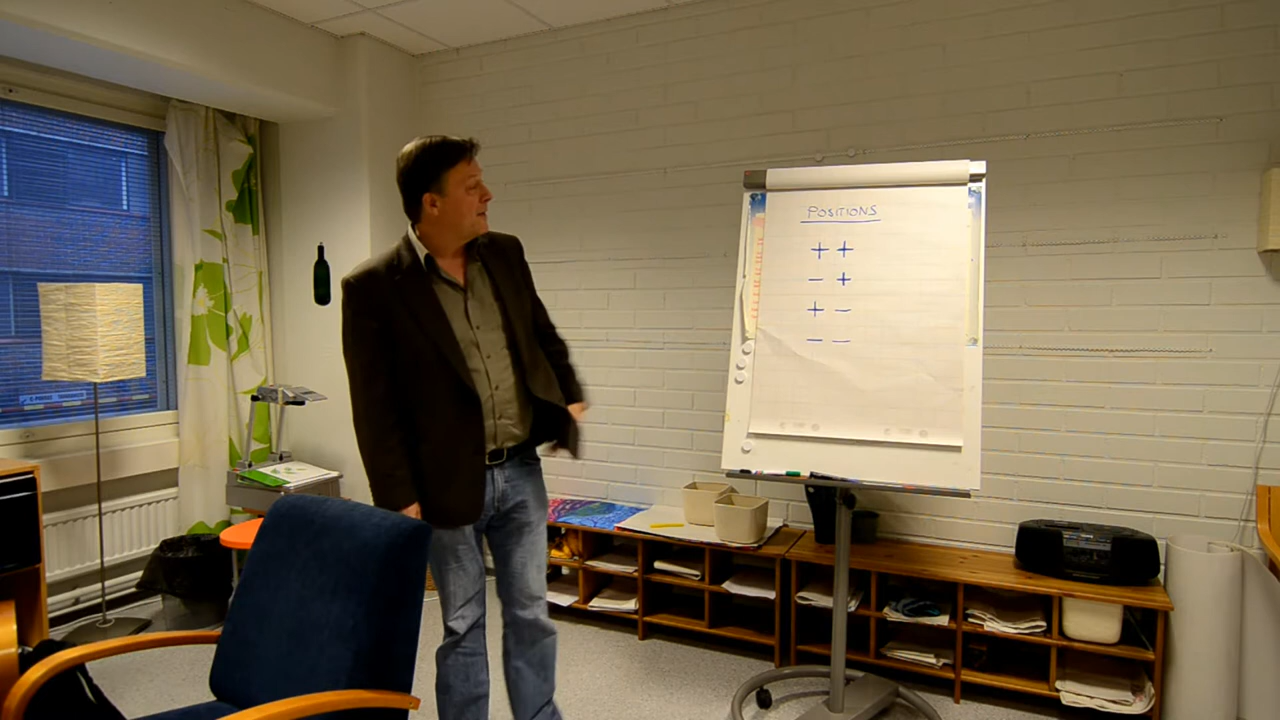 POSITIONS
+ +
- +
+ -
- -